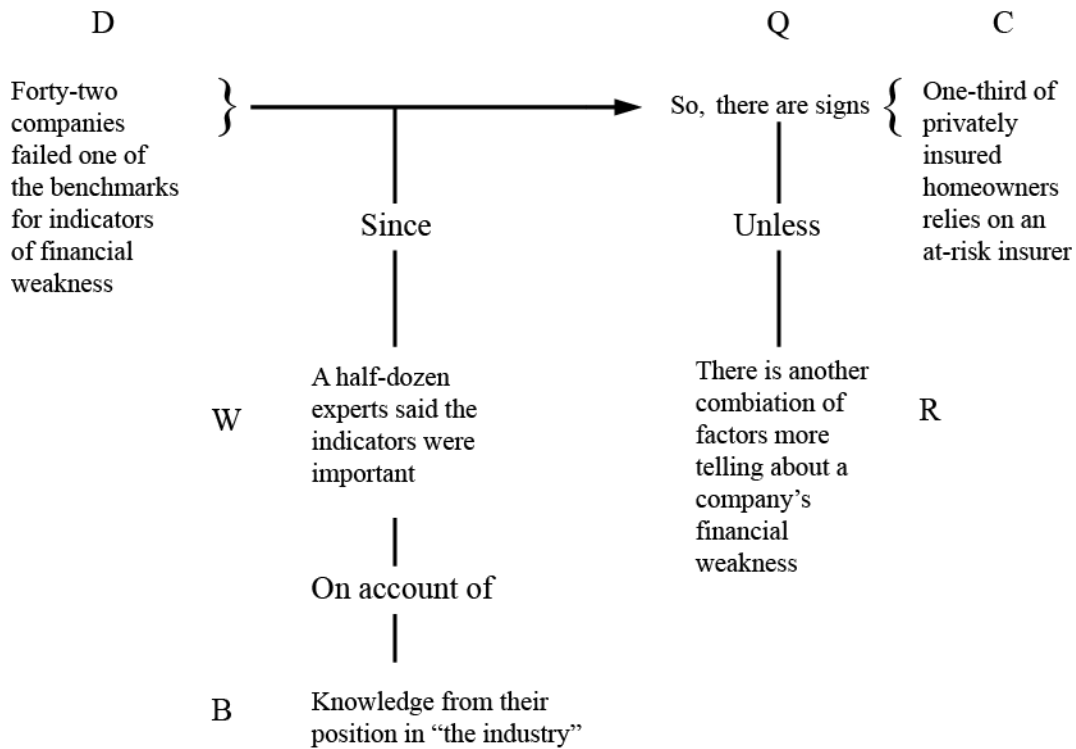 D
Q
C
Forty-two
companies
failed one of
the benchmarks
for indicators
of financial
weakness
}
So, there are signs
{
One-third of
privately
insured
homeowners
relies on an
at-risk insurer
Since
Unless
W
A half-dozen
experts said the
indicators were
important
There is another
combiation of
factors more
telling about a
company’s
financial
weakness
R
On account of
B
Knowledge from their
position in “the industry”